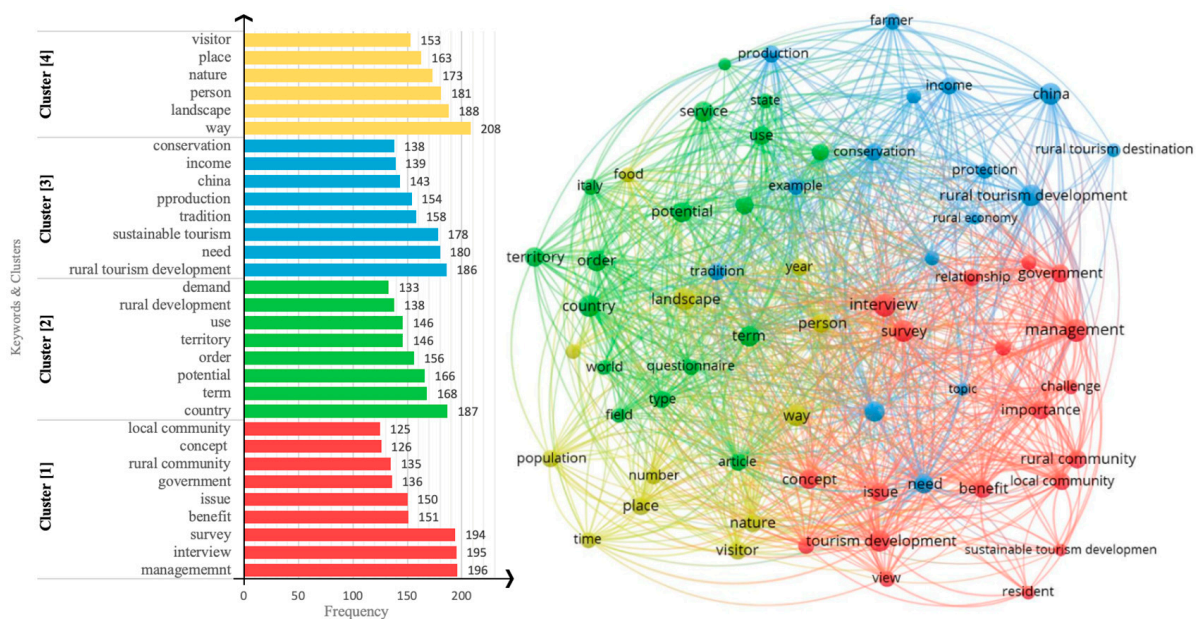 Keywords & Clusters
Cluster [4]
visitor 153
place 163
nature 173
person 181
landscape 188
way 208
Cluster [3]
conservation 138
income 139
china 143
pproduction 154
tradition 158
sustainable tourism 178
need 180
rural tourism development 186
Cluster [2]
demand 133
rural development 138
use 146
territory 146
order 156
potential 166
term 168
country 187
Cluster [1]
local community 125
concept 126
rural community 135
government 136
issue 150
benefit 151
survey 194
interview 195
managememnt 196
0 50 100 150 200
Frequency
farmer
production
income
china
state
service
use
conservation
rural tourism destination
protection
food
italy
example
rural tourism development
potential
rural economy
territory
order
tradition
year
relationship
government
landscape
country
interview
person
survey
management
term
world
questionnaire
topic
challenge
type
field
way
importance
population
article
number
concept
issue
need
benefit
rural community
local community
place
nature
time
visitor
tourism development
sustainable tourism developmen
view
resident